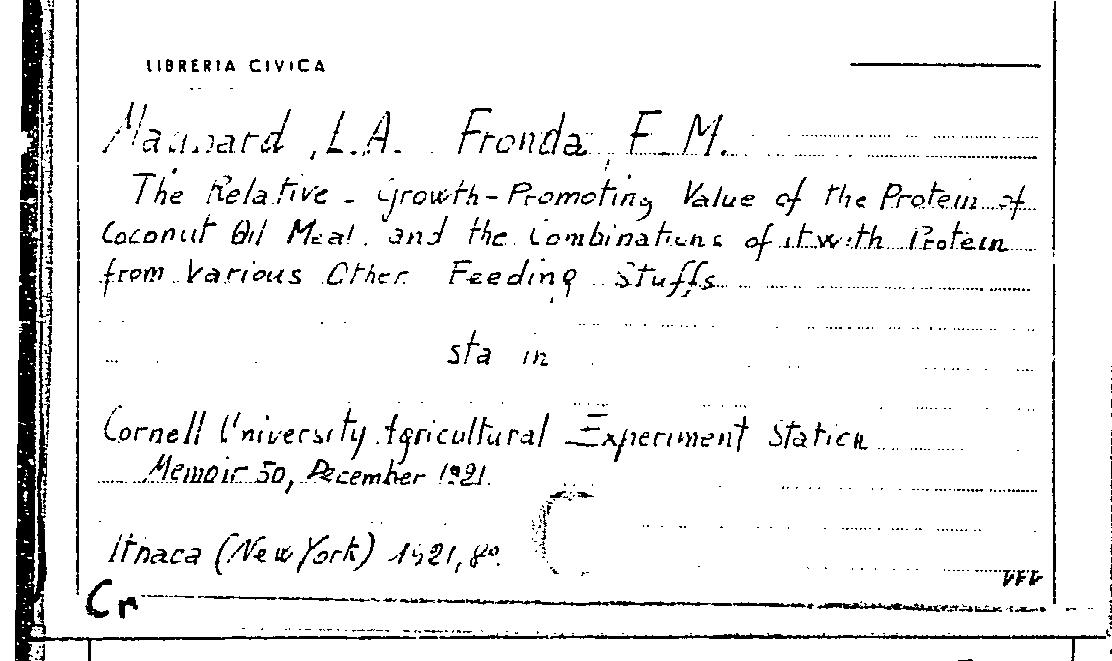 LIBRERIA CIVICA
Maynard, L.A. Fronda, F.M.
The Relative - Growth-Promoting Value of the Protein of
Coconut Oil Meal, and the Combinations of it with Protein
from Various Other Feeding Stuffs
sta in
Cornell University Agricultural Experiment Station
Memoir 50, December 1921.
Ithaca (New York) 1921, 8º.
Cr